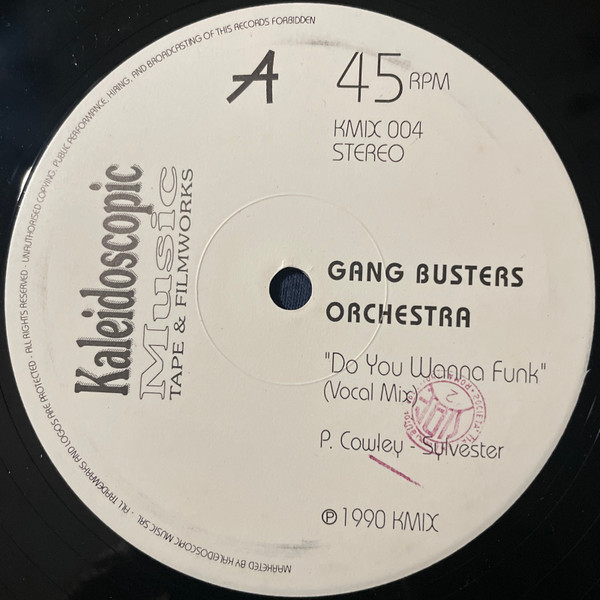 MARKETED BY KALEIDOSCOPIC MUSIC SAL - ALL TRADEMARKS AND LOGOS ARE PROTECTED - ALL RIGHTS RESERVED - UNAUTHORISED COPYING, PUBLIC PERFORMANCE, HIRING, AND BROADCASTING OF THIS RECORDS FORBIDDEN
A
45 RPM
KMIX 004
STEREO
Kaleidoscopic
Music
TAPE & FILMWORKS
GANG BUSTERS
ORCHESTRA
"Do You Wanna Funk"
(Vocal Mix)
P. Cowley - Sylvester
℗ 1990 KMIX